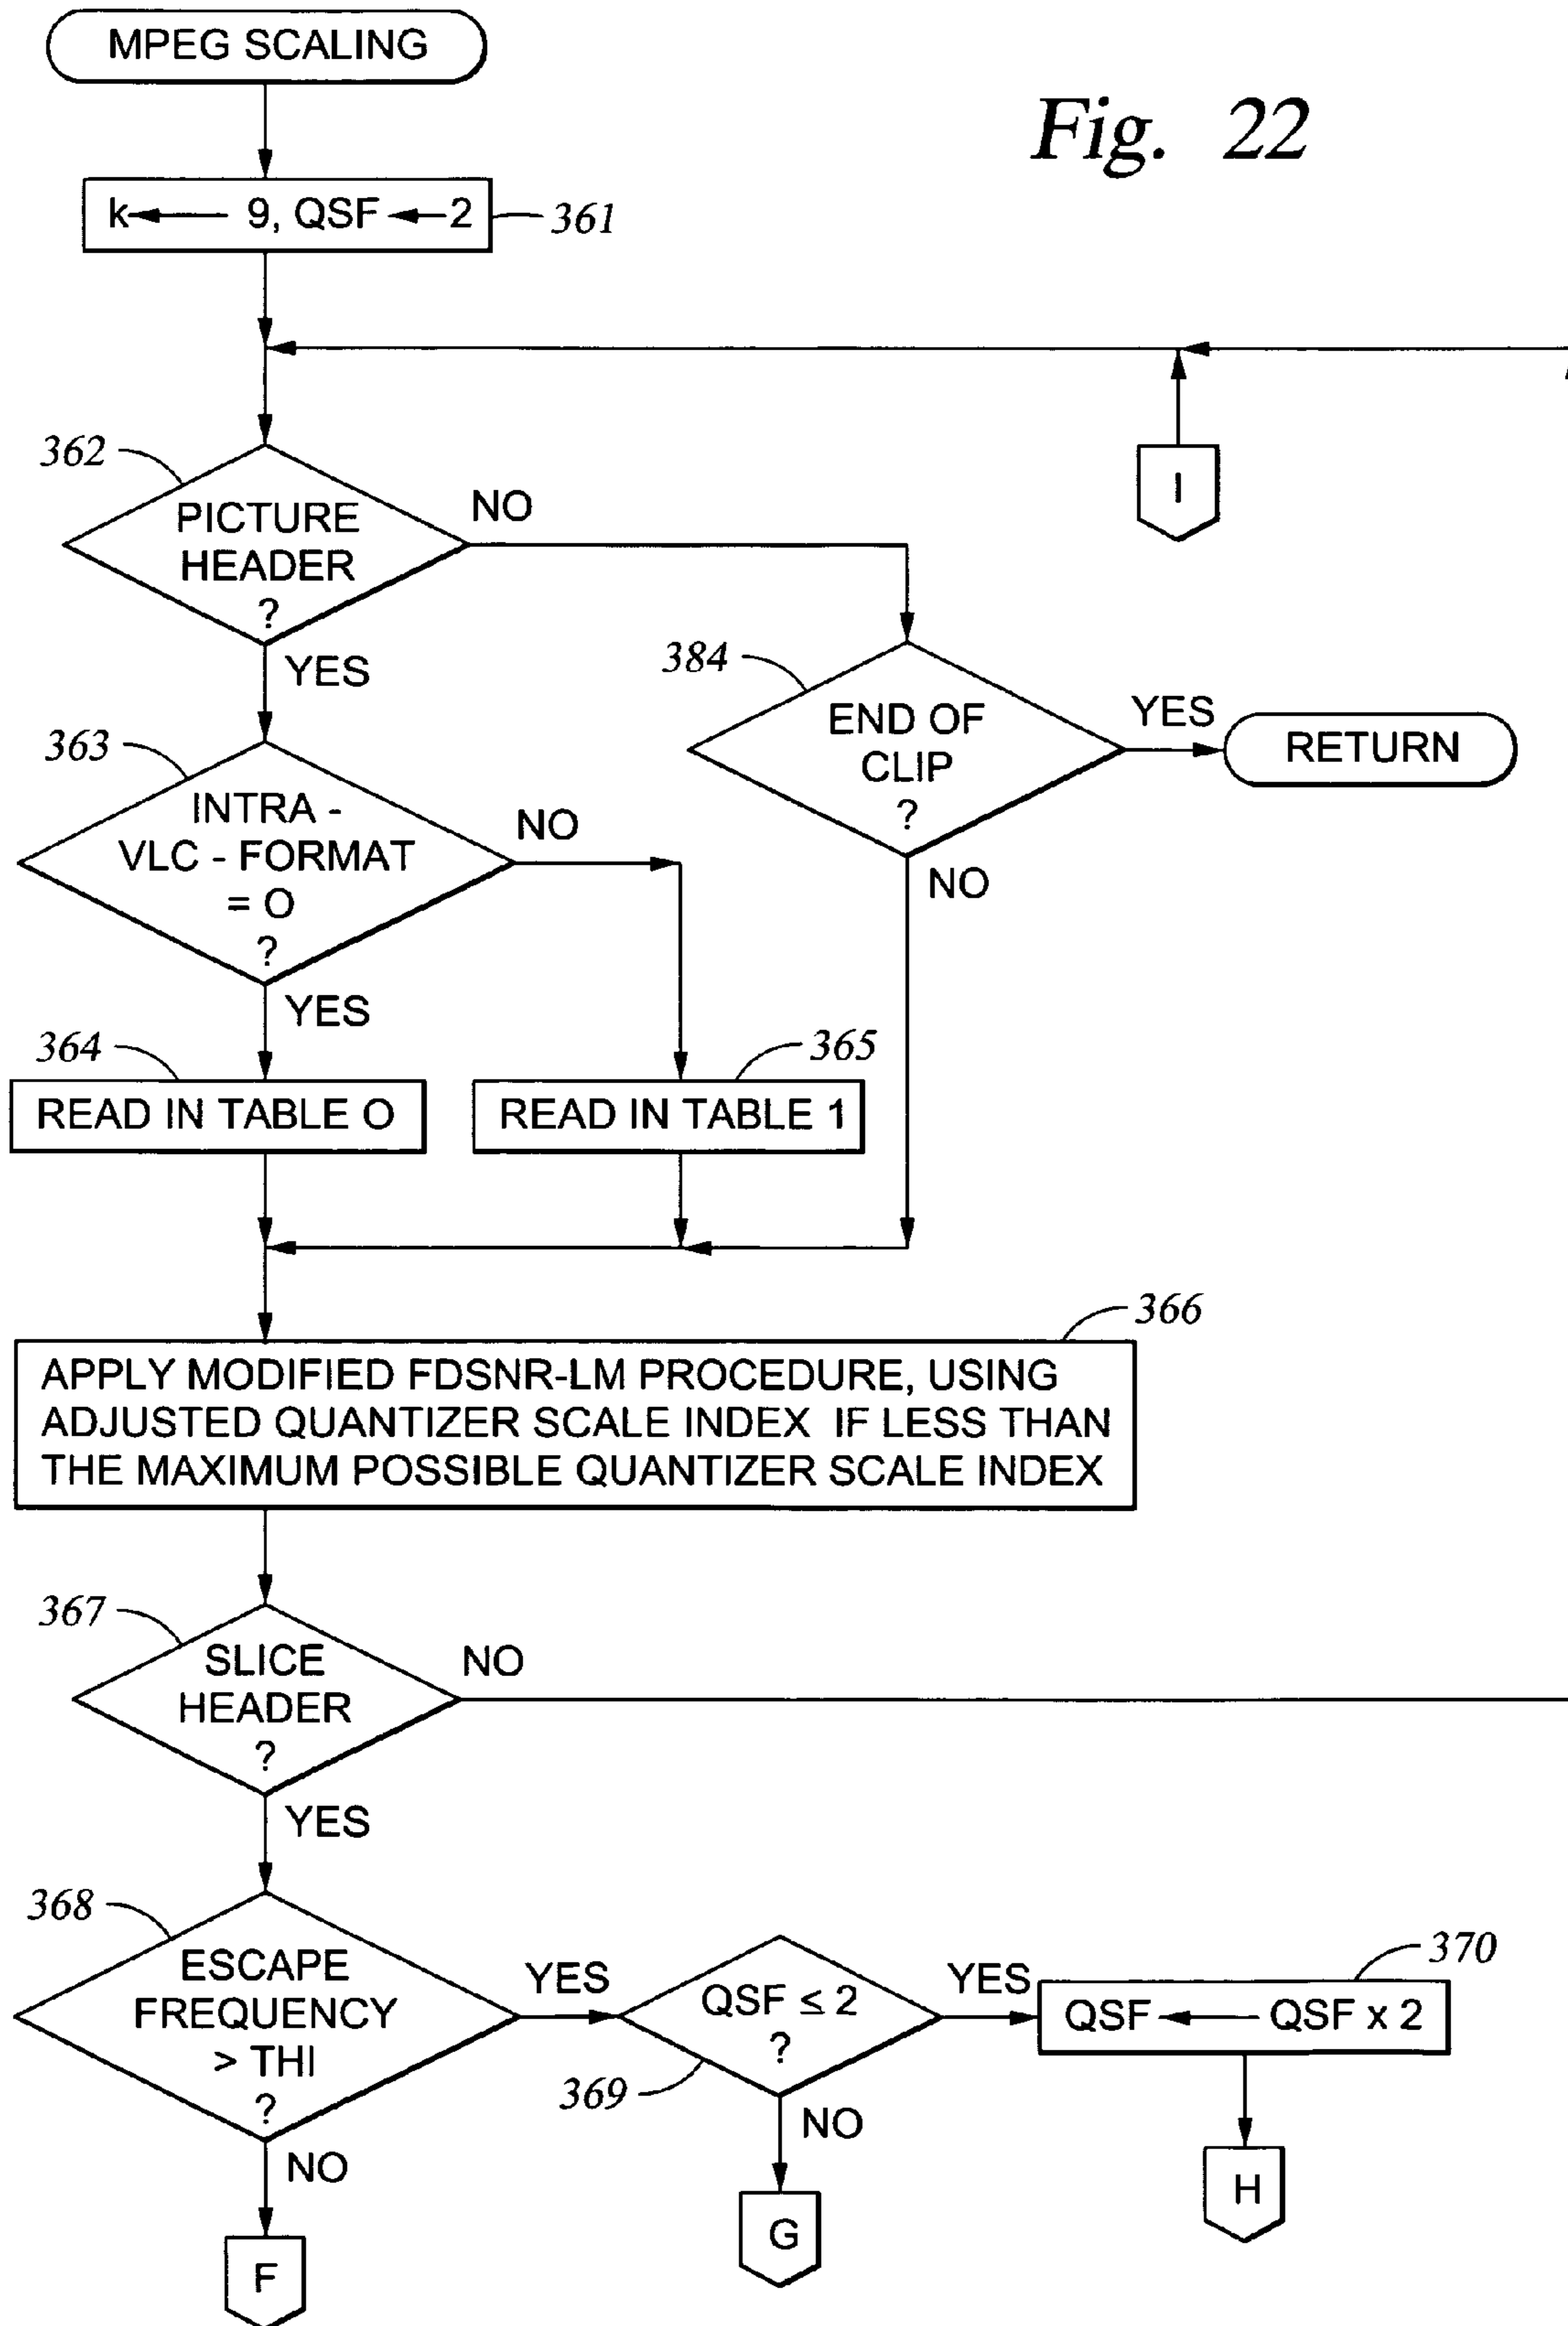 MPEG SCALING
Fig. 22
k← 9, QSF ←2
361
I
362
PICTURE
HEADER
?
NO
YES
384
END OF
CLIP
?
YES
RETURN
NO
363
INTRA -
VLC - FORMAT
= O
?
NO
YES
364
READ IN TABLE O
365
READ IN TABLE 1
366
APPLY MODIFIED FDSNR-LM PROCEDURE, USING
ADJUSTED QUANTIZER SCALE INDEX IF LESS THAN
THE MAXIMUM POSSIBLE QUANTIZER SCALE INDEX
367
SLICE
HEADER
?
NO
YES
368
ESCAPE
FREQUENCY
> THI
?
YES
NO
F
QSF ≤ 2
?
369
YES
NO
G
370
QSF← QSF x 2
H